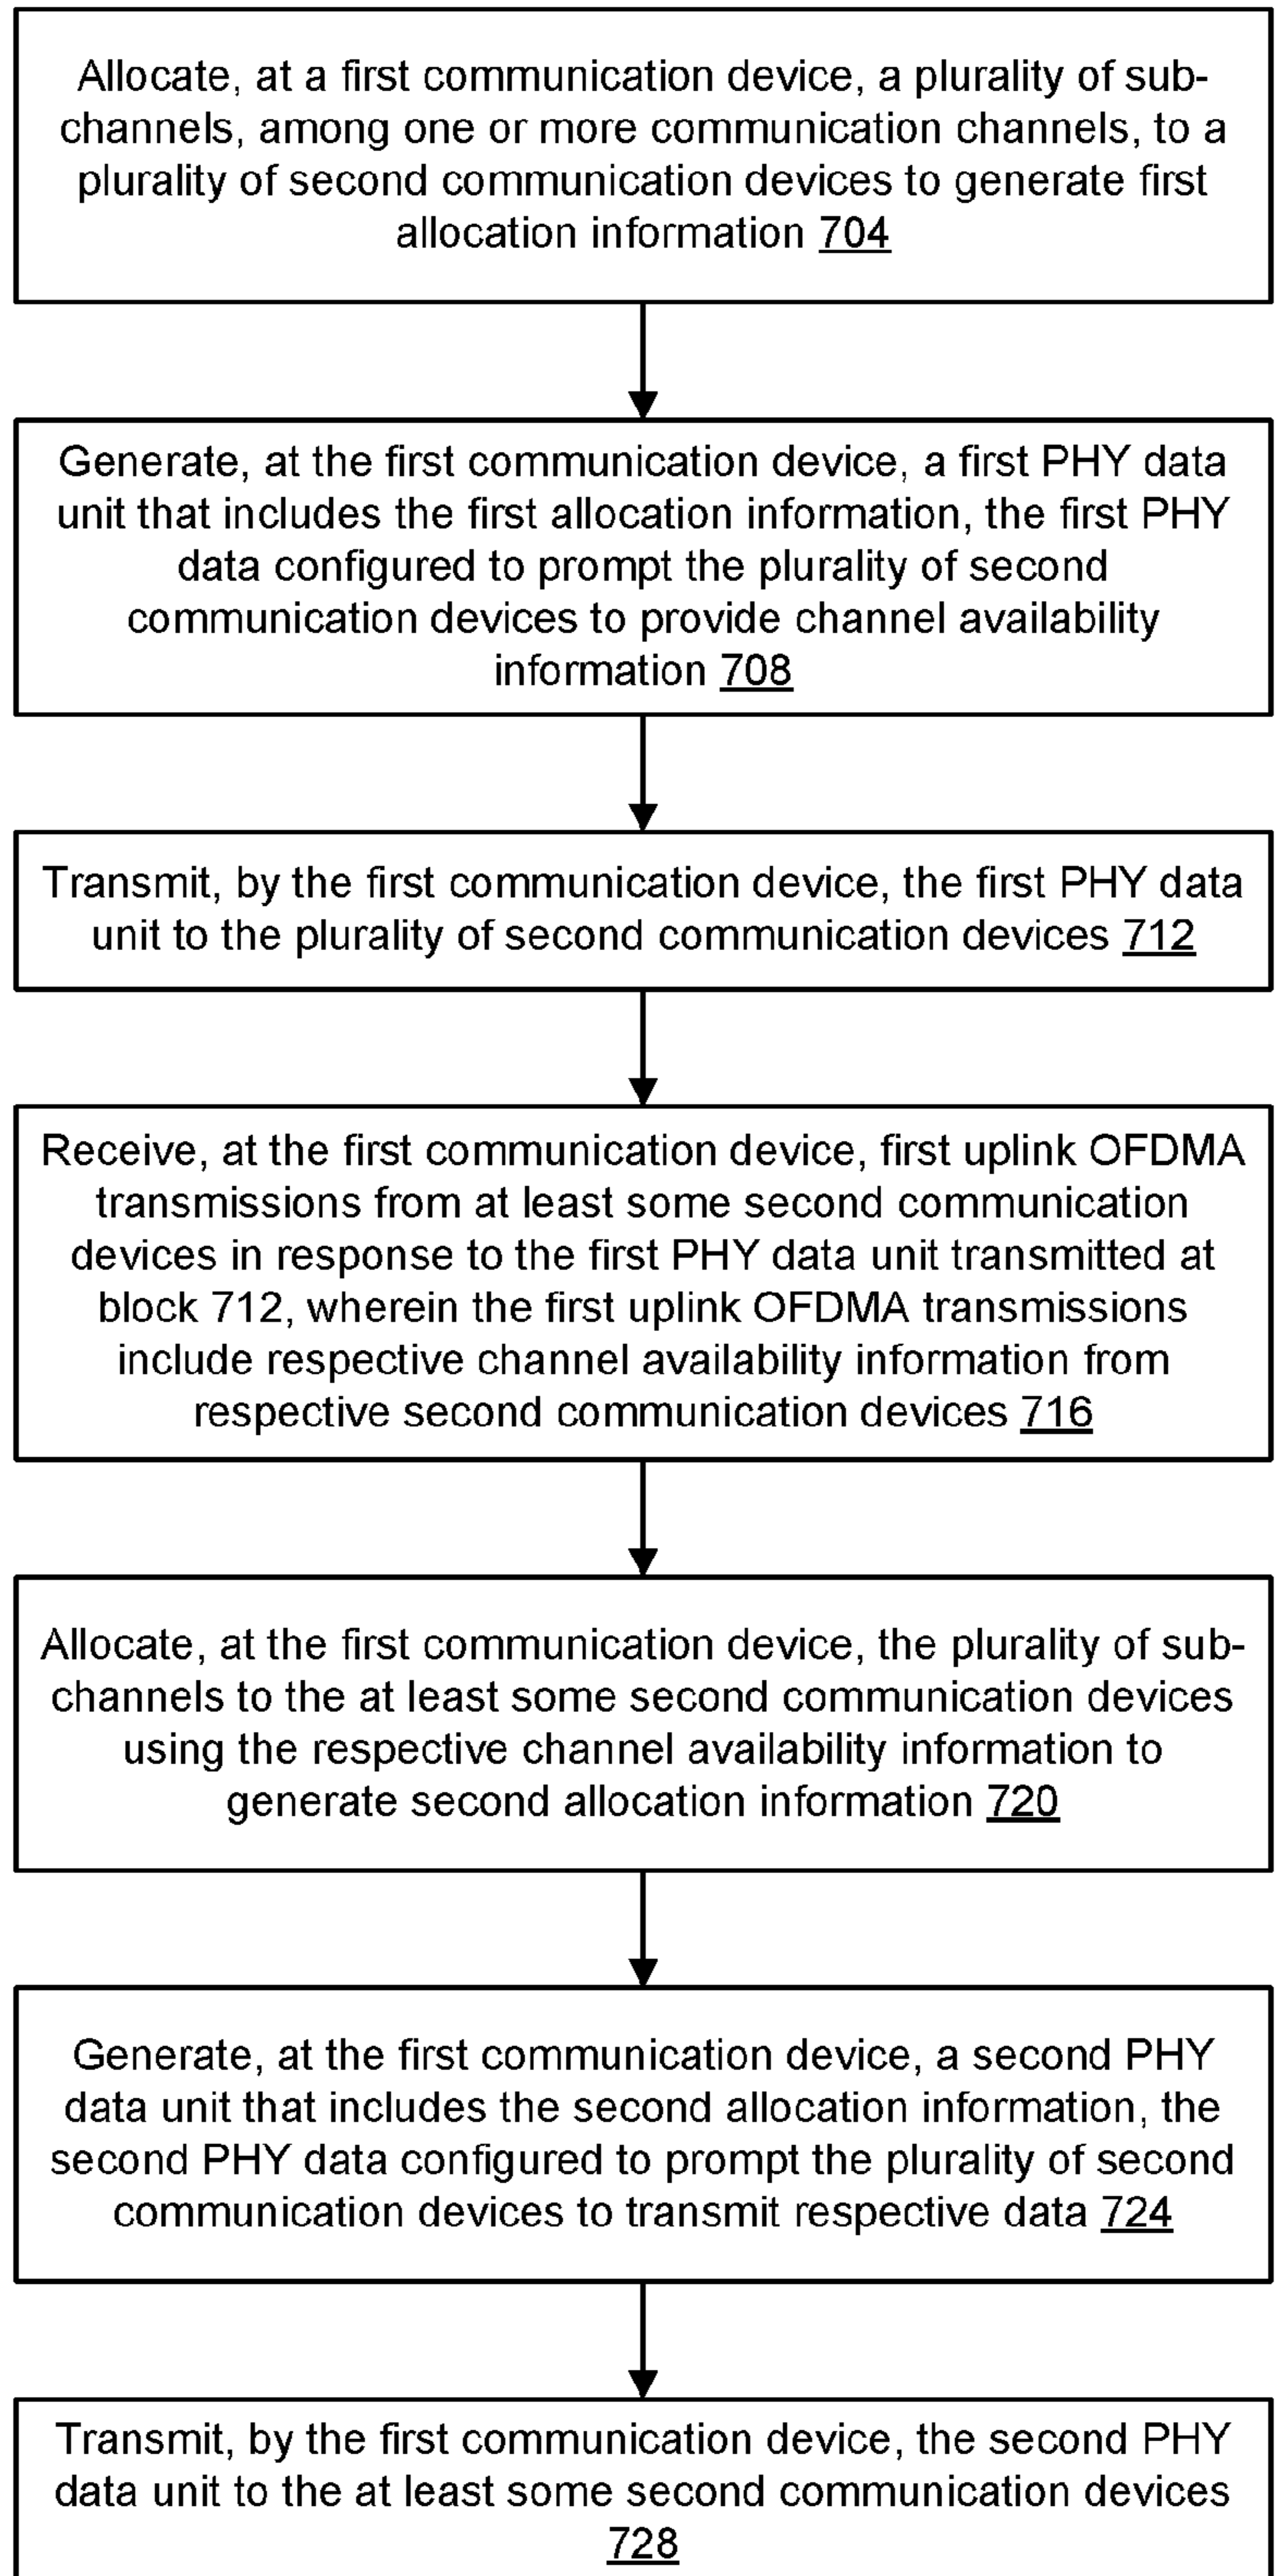 Allocate, at a first communication device, a plurality of sub-
channels, among one or more communication channels, to a
plurality of second communication devices to generate first
allocation information 704
Generate, at the first communication device, a first PHY data
unit that includes the first allocation information, the first PHY
data configured to prompt the plurality of second
communication devices to provide channel availability
information 708
Transmit, by the first communication device, the first PHY data
unit to the plurality of second communication devices 712
Receive, at the first communication device, first uplink OFDMA
transmissions from at least some second communication
devices in response to the first PHY data unit transmitted at
block 712, wherein the first uplink OFDMA transmissions
include respective channel availability information from
respective second communication devices 716
Allocate, at the first communication device, the plurality of sub-
channels to the at least some second communication devices
using the respective channel availability information to
generate second allocation information 720
Generate, at the first communication device, a second PHY
data unit that includes the second allocation information, the
second PHY data configured to prompt the plurality of second
communication devices to transmit respective data 724
Transmit, by the first communication device, the second PHY
data unit to the at least some second communication devices
728